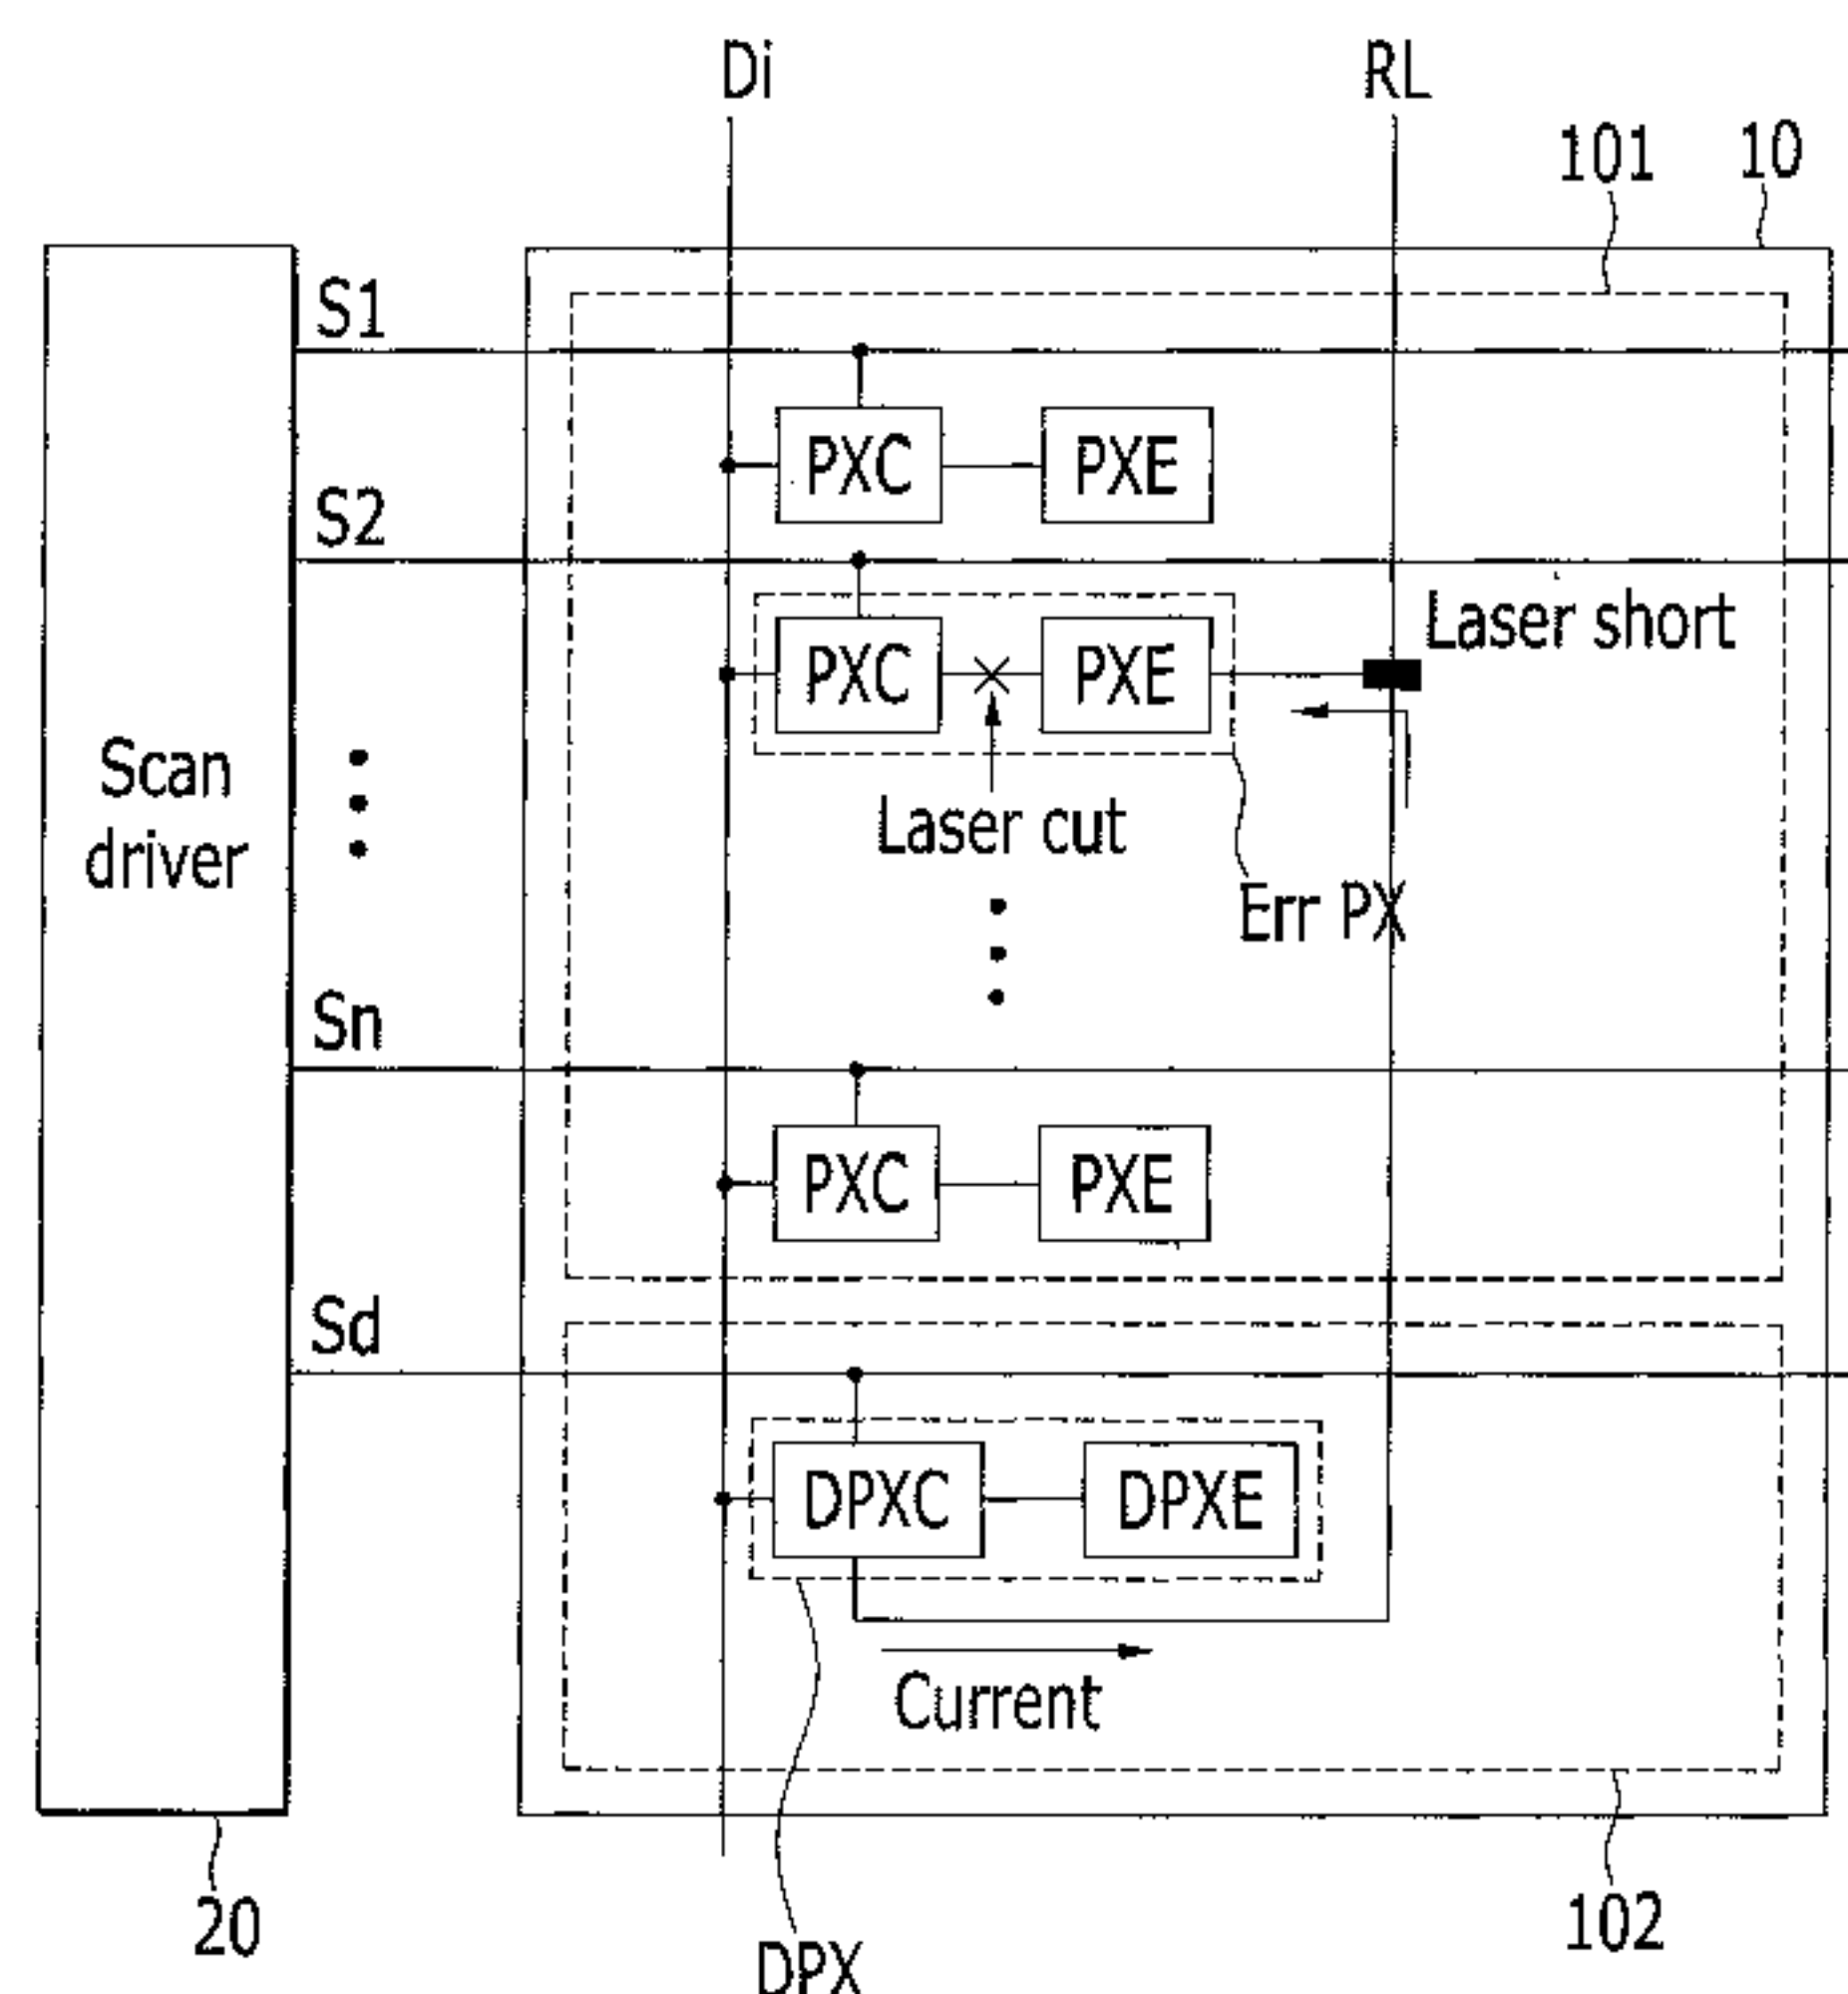 Di
RL
101
10
S1
PXC
PXE
S2
Laser short
PXC
PXE
Scan
driver
Laser cut
Err PX
Sn
PXC
PXE
Sd
DPXC
DPXE
Current
20
DPX
102